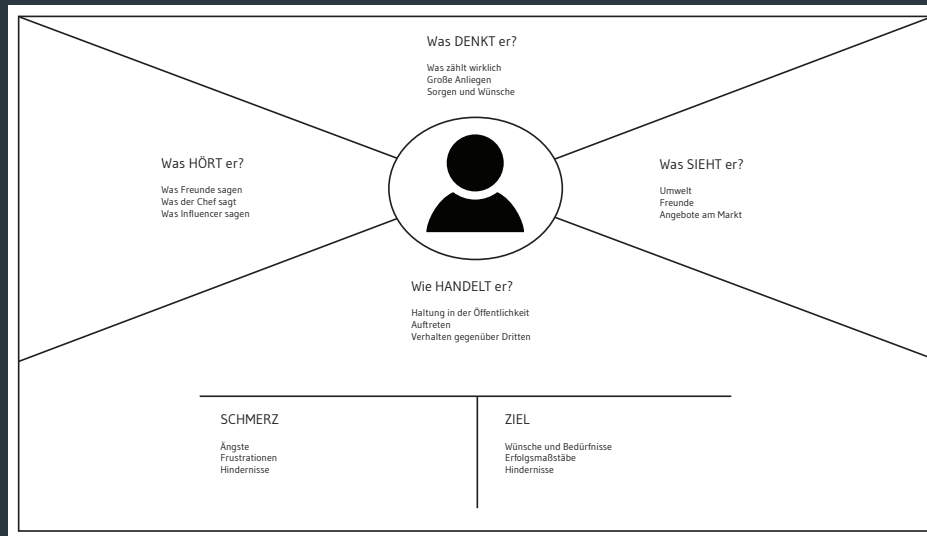 Was DENKT er?
Was zählt wirklich
Große Anliegen
Sorgen und Wünsche
Was HÖRT er?
Was Freunde sagen
Was der Chef sagt
Was Influencer sagen
Was SIEHT er?
Umwelt
Freunde
Angebote am Markt
Wie HANDELT er?
Haltung in der Öffentlichkeit
Auftreten
Verhalten gegenüber Dritten
SCHMERZ
Ängste
Frustrationen
Hindernisse
ZIEL
Wünsche und Bedürfnisse
Erfolgsmaßstäbe
Hindernisse